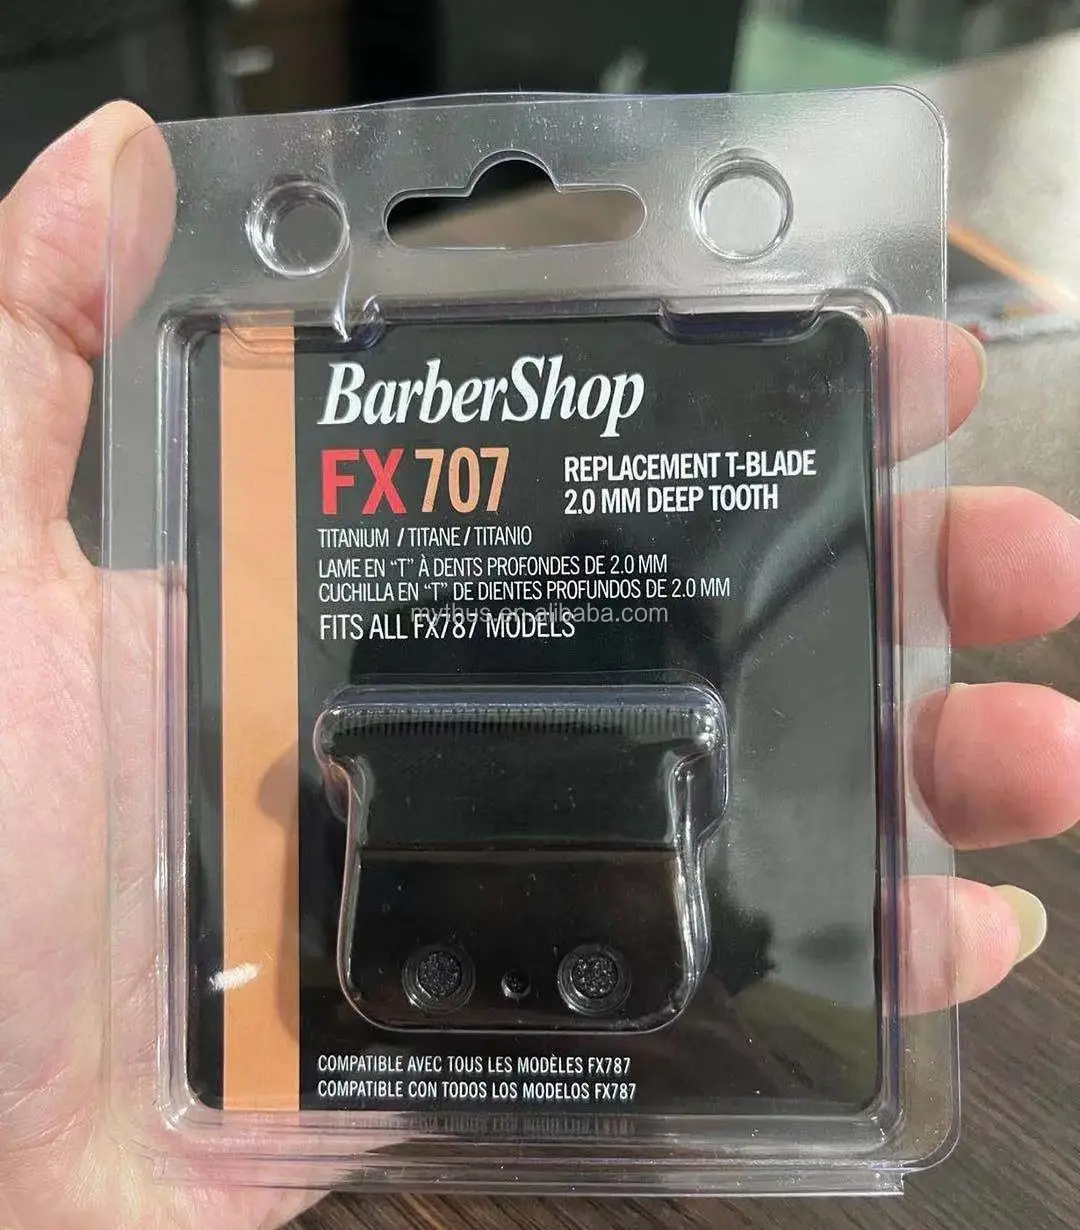 BarberShop
FX707
REPLACEMENT T-BLADE
2.0 MM DEEP TOOTH
TITANIUM / TITANE / TITANIO
LAME EN “T” À DENTS PROFONDES DE 2.0 MM
CUCHILLA EN “T” DE DIENTES PROFUNDOS DE 2.0 MM
mythus.en.alibaba.com
FITS ALL FX787 MODELS
COMPATIBLE AVEC TOUS LES MODÈLES FX787
COMPATIBLE CON TODOS LOS MODELOS FX787